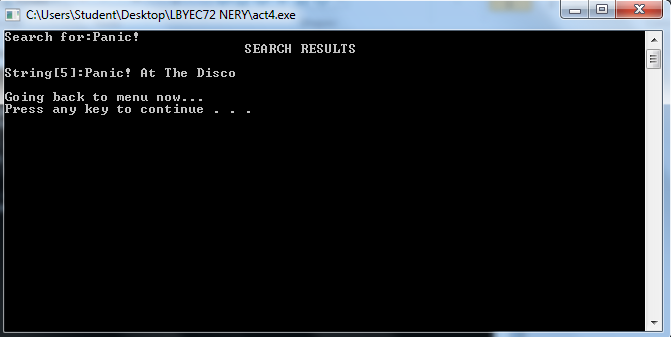 C:\Users\Student\Desktop\LBYEC72 NERY\act4.exe
Search for:Panic!
SEARCH RESULTS
String[5]:Panic! At The Disco
Going back to menu now...
Press any key to continue . . .